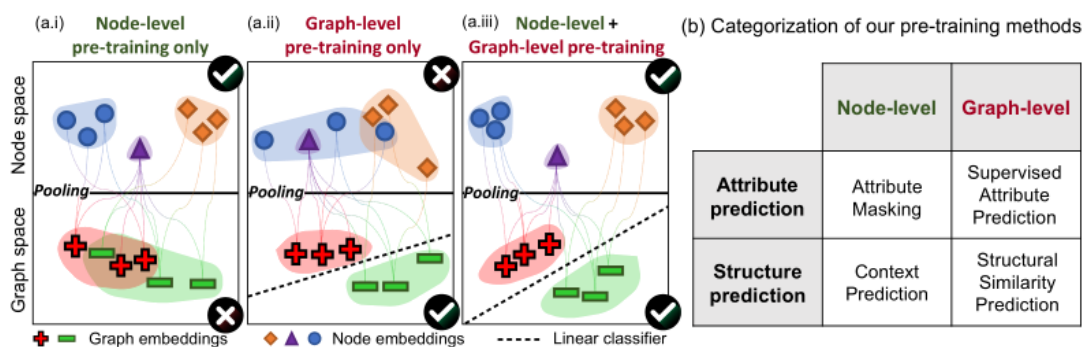 (a.i) Node-level
pre-training only
(a.ii) Graph-level
pre-training only
(a.iii) Node-level +
Graph-level pre-training
Node space
Graph space
Pooling
Pooling
Pooling
Graph embeddings
Node embeddings
Linear classifier
(b) Categorization of our pre-training methods
Node-level Graph-level
Attribute prediction
Attribute Masking
Supervised Attribute Prediction
Structure prediction
Context Prediction
Structural Similarity Prediction